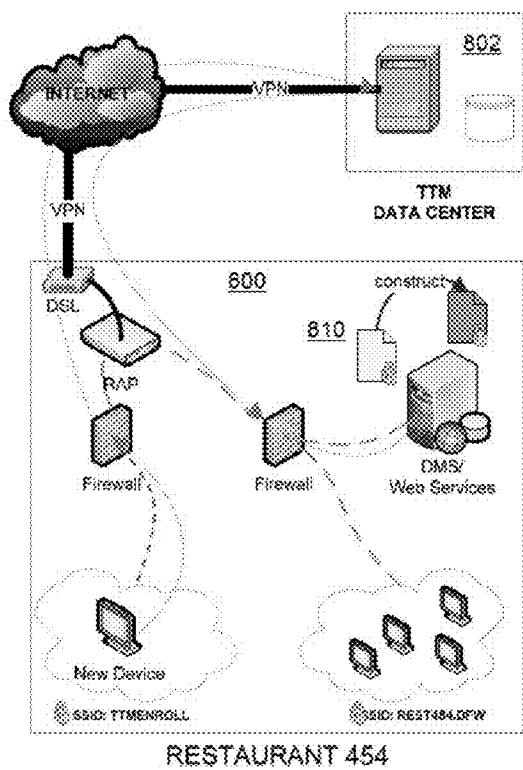 INTERNET
VPN
802
TTM
DATA CENTER
VPN
DSL
800
construct
810
RAP
Firewall
Firewall
DMS/
Web Services
New Device
SSID: TTMENROLL
SSID: REST454.DFW
RESTAURANT 454